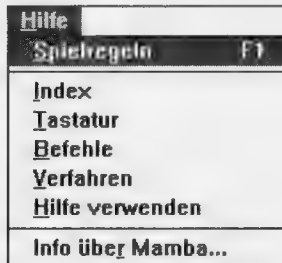 Hilfe
Spielregeln F1
Index
Tastatur
Befehle
Verfahren
Hilfe verwenden
Info über Mamba...